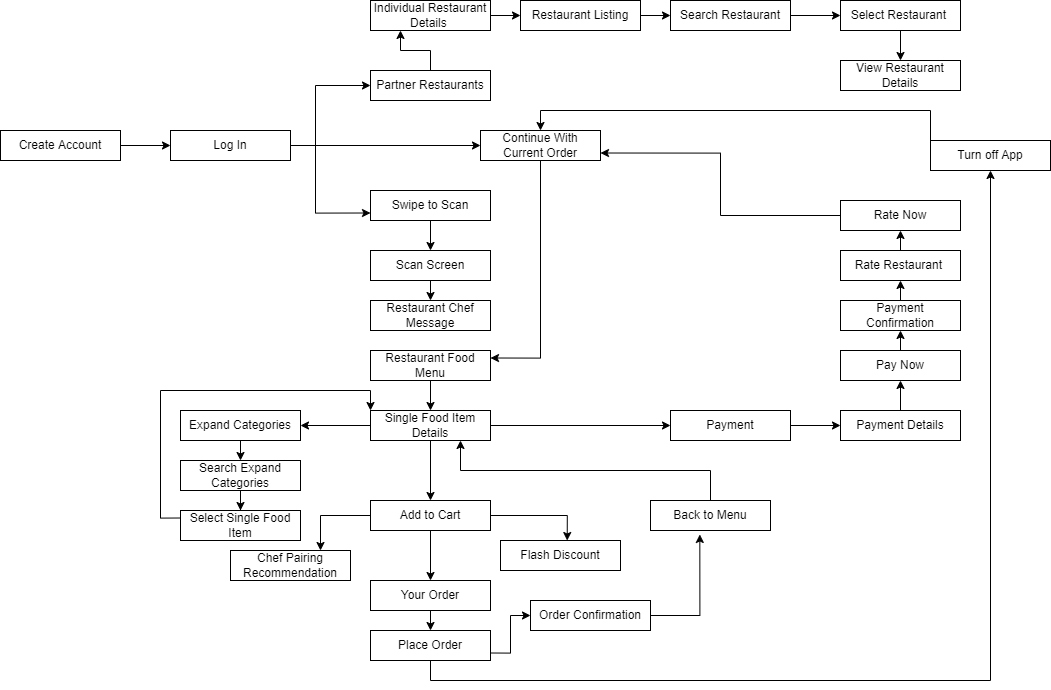 Individual Restaurant
Details
Restaurant Listing
Search Restaurant
Select Restaurant
View Restaurant
Details
Partner Restaurants
Create Account
Log In
Continue With
Current Order
Turn off App
Swipe to Scan
Rate Now
Scan Screen
Rate Restaurant
Restaurant Chef
Message
Payment
Confirmation
Restaurant Food
Menu
Pay Now
Expand Categories
Single Food Item
Details
Payment
Payment Details
Search Expand
Categories
Select Single Food
Item
Add to Cart
Back to Menu
Chef Pairing
Recommendation
Flash Discount
Your Order
Order Confirmation
Place Order